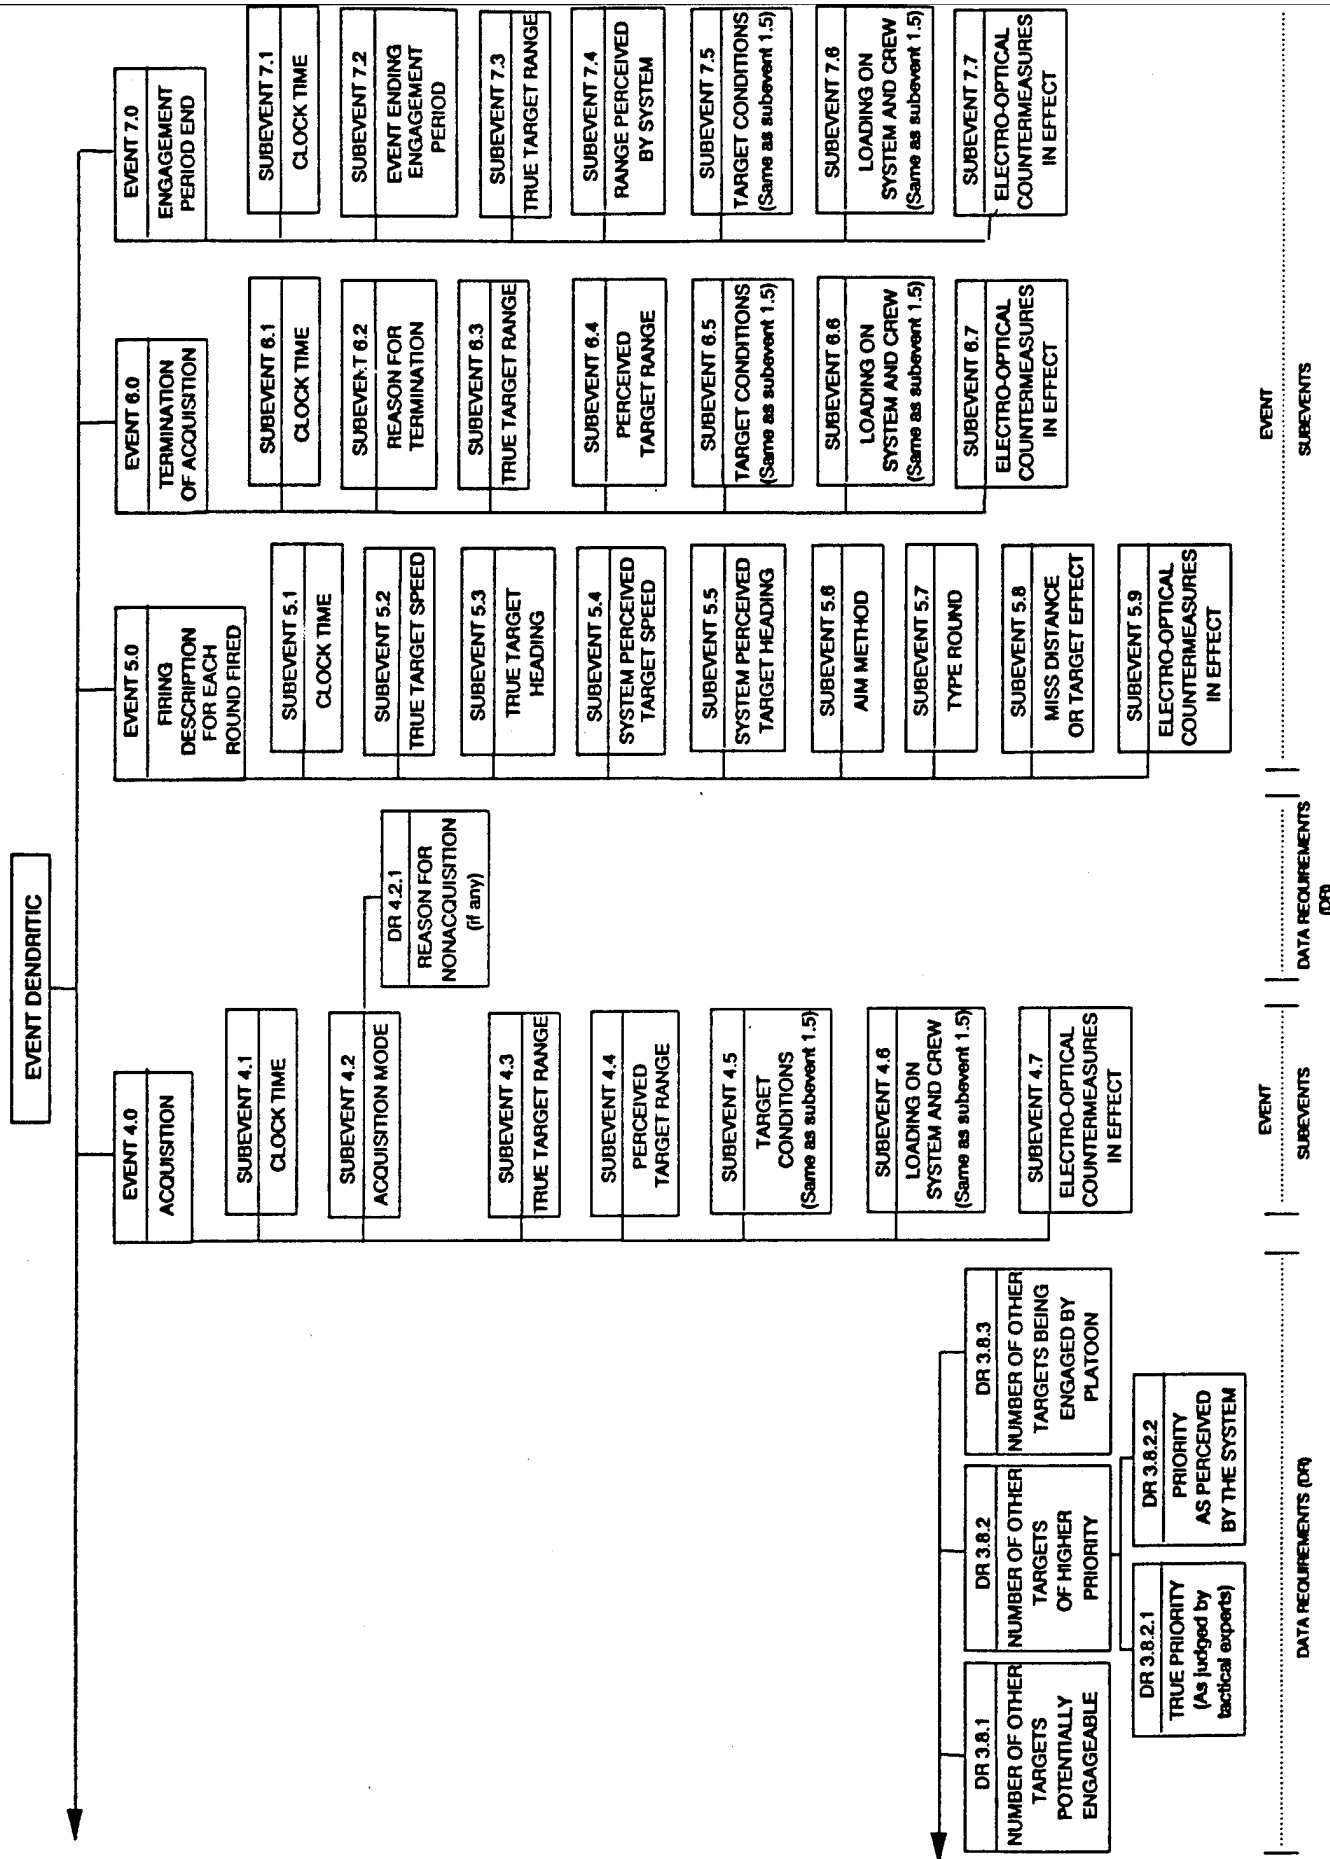 EVENT DENDRITIC
EVENT 4.0
ACQUISITION
SUBEVENT 4.1
CLOCK TIME
SUBEVENT 4.2
ACQUISITION MODE
DR 4.2.1
REASON FOR
NONACQUISITION
(if any)
SUBEVENT 4.3
TRUE TARGET RANGE
SUBEVENT 4.4
PERCEIVED
TARGET RANGE
SUBEVENT 4.5
TARGET
CONDITIONS
(Same as subevent 1.5)
SUBEVENT 4.6
LOADING ON
SYSTEM AND CREW
(Same as subevent 1.5)
SUBEVENT 4.7
ELECTRO-OPTICAL
COUNTERMEASURES
IN EFFECT
EVENT 5.0
FIRING
DESCRIPTION
FOR EACH
ROUND FIRED
SUBEVENT 5.1
CLOCK TIME
SUBEVENT 5.2
TRUE TARGET SPEED
SUBEVENT 5.3
TRUE TARGET
HEADING
SUBEVENT 5.4
SYSTEM PERCEIVED
TARGET SPEED
SUBEVENT 5.5
SYSTEM PERCEIVED
TARGET HEADING
SUBEVENT 5.6
AIM METHOD
SUBEVENT 5.7
TYPE ROUND
SUBEVENT 5.8
MISS DISTANCE
OR TARGET EFFECT
SUBEVENT 5.9
ELECTRO-OPTICAL
COUNTERMEASURES
IN EFFECT
EVENT 6.0
TERMINATION
OF ACQUISITION
SUBEVENT 6.1
CLOCK TIME
SUBEVENT 6.2
REASON FOR
TERMINATION
SUBEVENT 6.3
TRUE TARGET RANGE
SUBEVENT 6.4
PERCEIVED
TARGET RANGE
SUBEVENT 6.5
TARGET CONDITIONS
(Same as subevent 1.5)
SUBEVENT 6.6
LOADING ON
SYSTEM AND CREW
(Same as subevent 1.5)
SUBEVENT 6.7
ELECTRO-OPTICAL
COUNTERMEASURES
IN EFFECT
EVENT 7.0
ENGAGEMENT
PERIOD END
SUBEVENT 7.1
CLOCK TIME
SUBEVENT 7.2
EVENT ENDING
ENGAGEMENT
PERIOD
SUBEVENT 7.3
TRUE TARGET RANGE
SUBEVENT 7.4
RANGE PERCEIVED
BY SYSTEM
SUBEVENT 7.5
TARGET CONDITIONS
(Same as subevent 1.5)
SUBEVENT 7.6
LOADING ON
SYSTEM AND CREW
(Same as subevent 1.5)
SUBEVENT 7.7
ELECTRO-OPTICAL
COUNTERMEASURES
IN EFFECT
DR 3.8.1
NUMBER OF OTHER
TARGETS
POTENTIALLY
ENGAGEABLE
DR 3.8.2
NUMBER OF OTHER
TARGETS
OF HIGHER
PRIORITY
DR 3.8.3
NUMBER OF OTHER
TARGETS BEING
ENGAGED BY
PLATOON
DR 3.8.2.1
TRUE PRIORITY
(As judged by
tactical experts)
DR 3.8.2.2
PRIORITY
AS PERCEIVED
BY THE SYSTEM
DATA REQUIREMENTS (DR)
EVENT
SUBEVENTS
DATA REQUIREMENTS
(DR)
EVENT
SUBEVENTS